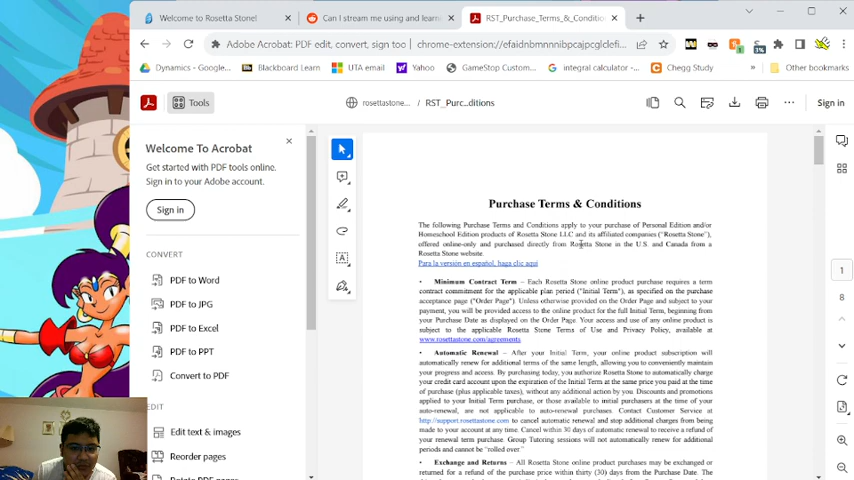 Welcome to Rosetta Stone!
Can I stream me using and learn
RST_Purchase_Terms_&_Conditio
Adobe Acrobat: PDF edit, convert, sign too
chrome-extension://efaidnbmnnnibpcajpcglclefi...
Dynamics - Google...
Blackboard Learn
UTA email
Yahoo
GameStop Custom...
integral calculator -...
Chegg Study
Other bookmarks
Tools
rosettastone...
RST_Purc...ditions
Sign in
Welcome To Acrobat
Get started with PDF tools online.
Sign in to your Adobe account.
Sign in
CONVERT
PDF to Word
PDF to JPG
PDF to Excel
PDF to PPT
Convert to PDF
EDIT
Edit text & images
Reorder pages
Purchase Terms & Conditions
The following Purchase Terms and Conditions apply to your purchase of Personal Edition and/or
Homeschool Edition products of Rosetta Stone LLC and its affiliated companies ("Rosetta Stone"),
offered online-only and purchased directly from Rosetta Stone in the U.S. and Canada from a
Rosetta Stone website.
Para la versión en español, haga clic aquí
• Minimum Contract Term – Each Rosetta Stone online product purchase requires a term
contract commitment for the applicable plan period ("Initial Term"), as specified on the purchase
acceptance page ("Order Page"). Unless otherwise provided on the Order Page and subject to your
payment, you will be provided access to the online product for the full Initial Term, beginning from
your Purchase Date as displayed on the Order Page. Your access and use of any online product is
subject to the applicable Rosetta Stone Terms of Use and Privacy Policy, available at
www.rosettastone.com/agreements.
• Automatic Renewal – After your Initial Term, your online product subscription will
automatically renew for additional terms of the same length, allowing you to conveniently maintain
your progress and access. By purchasing today, you authorize Rosetta Stone to automatically charge
your credit card account upon the expiration of the Initial Term at the same price you paid at the time
of purchase (plus applicable taxes), without any additional action by you. Discounts and promotions
applied to your Initial Term purchase, or those available to initial purchasers at the time of your
auto-renewal, are not applicable to auto-renewal purchases. Contact Customer Service at
http://support.rosettastone.com to cancel automatic renewal and stop charges from being
made to your account at any time. Cancel within 30 days of automatic renewal to receive a refund of
your renewal term purchase. Group Tutoring sessions will not automatically renew for additional
periods and cannot be "rolled over."
• Exchange and Returns – All Rosetta Stone online product purchases may be exchanged or
returned for a refund of the purchase price within thirty (30) days from the Purchase Date. The
1
8